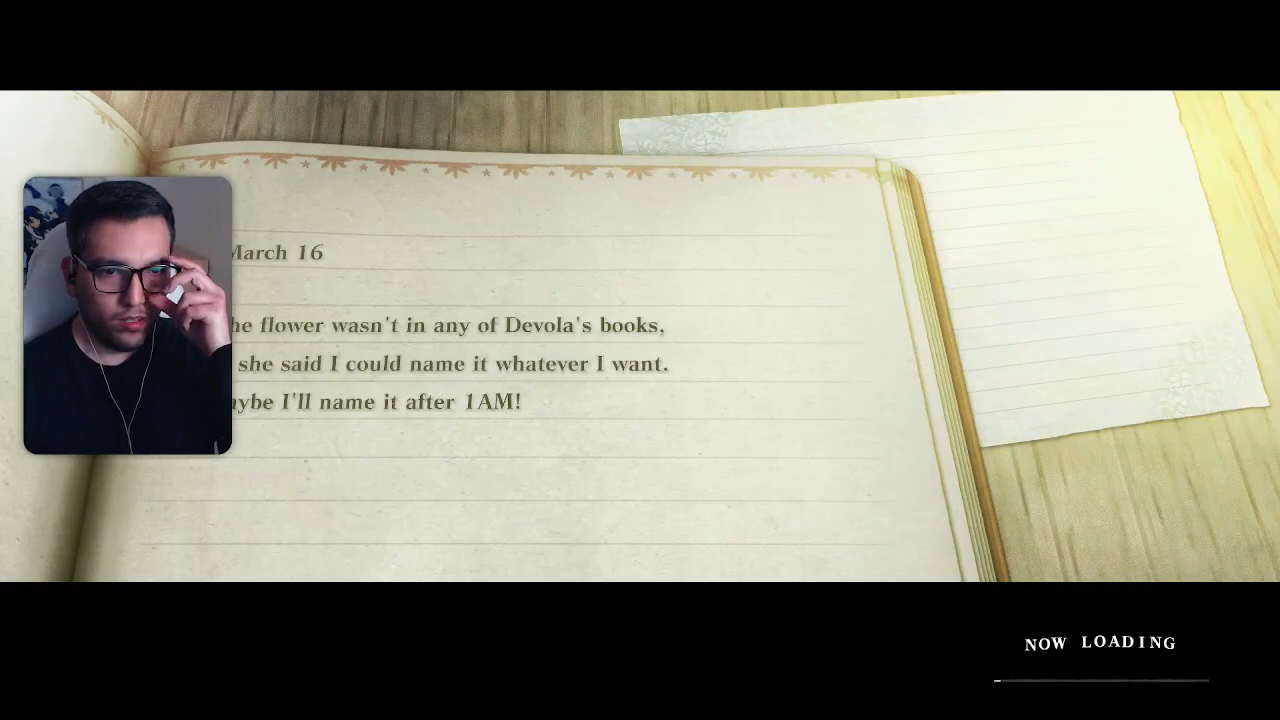 March 16
he flower wasn't in any of Devola's books,
she said I could name it whatever I want.
aybe I'll name it after 1AM!
NOW LOADING